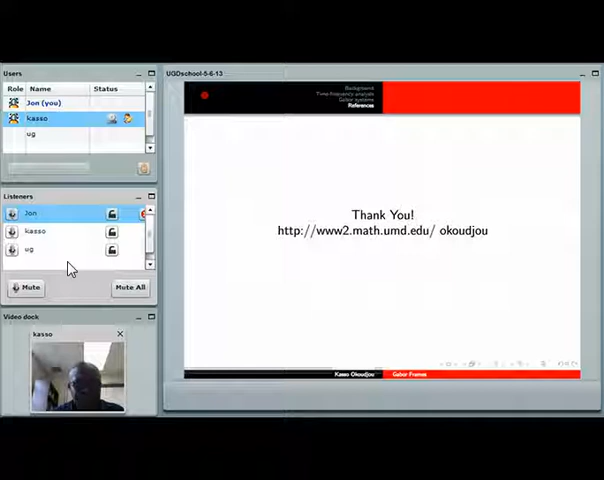 Users
Role Name Status
Jon (you)
kasso
ug
Listeners
Jon
kasso
ug
Mute
Mute All
Video dock
kasso
UGDschool-5-6-13
Background
Time-frequency analysis
Gabor systems
References
Thank You!
http://www2.math.umd.edu/ okoudjou
Kasso Okoudjou
Gabor Frames